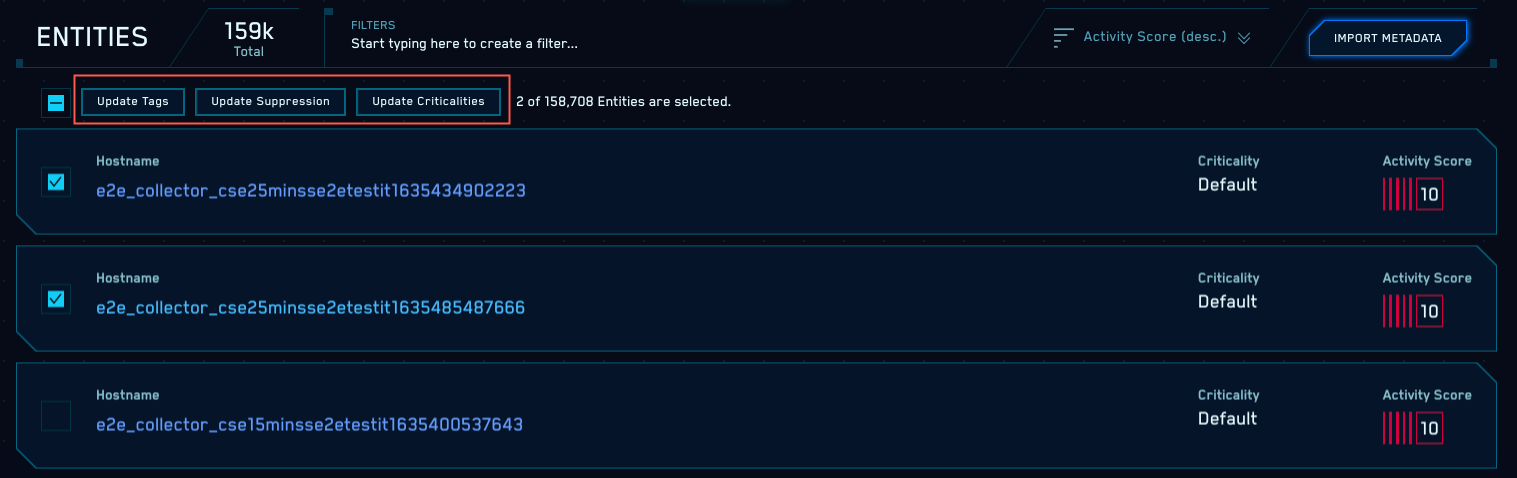 ENTITIES
159k
Total
FILTERS
Start typing here to create a filter...
Activity Score (desc.)
IMPORT METADATA
Update Tags
Update Suppression
Update Criticalities
2 of 158,708 Entities are selected.
Hostname
e2e_collector_cse25minsse2etestit1635434902223
Criticality
Default
Activity Score
10
Hostname
e2e_collector_cse25minsse2etestit1635485487666
Criticality
Default
Activity Score
10
Hostname
e2e_collector_cse15minsse2etestit1635400537643
Criticality
Default
Activity Score
10